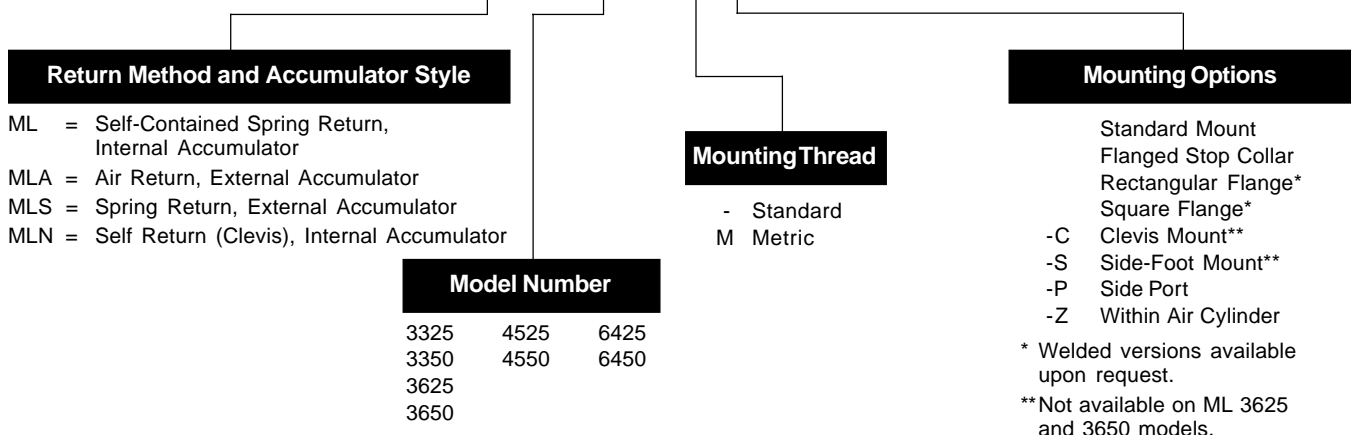 Return Method and Accumulator Style
ML = Self-Contained Spring Return,
Internal Accumulator
MLA = Air Return, External Accumulator
MLS = Spring Return, External Accumulator
MLN = Self Return (Clevis), Internal Accumulator
Model Number
3325 4525 6425
3350 4550 6450
3625
3650
Mounting Thread
- Standard
M Metric
Mounting Options
Standard Mount
Flanged Stop Collar
Rectangular Flange*
Square Flange*
-C Clevis Mount**
-S Side-Foot Mount**
-P Side Port
-Z Within Air Cylinder
* Welded versions available
upon request.
**Not available on ML 3625
and 3650 models.